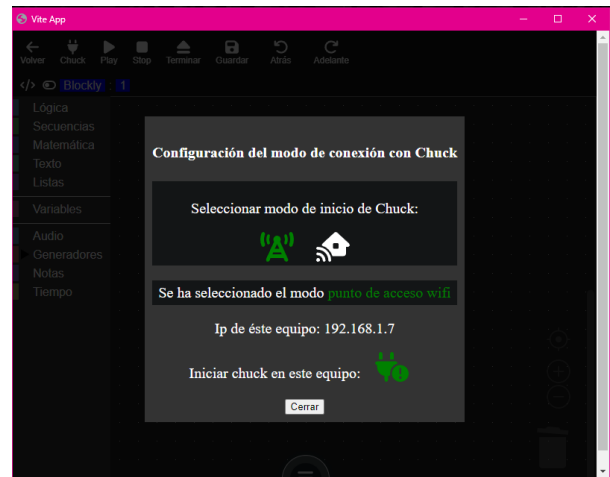 Vite App
Volver Chuck Play Stop Terminar Guardar Atrás Adelante
</> Blockly : 1
Lógica
Secuencias
Matemática
Texto
Listas
Variables
Audio
Generadores
Notas
Tiempo
Configuración del modo de conexión con Chuck
Seleccionar modo de inicio de Chuck:
Se ha seleccionado el modo punto de acceso wifi
Ip de éste equipo: 192.168.1.7
Iniciar chuck en este equipo:
Cerrar